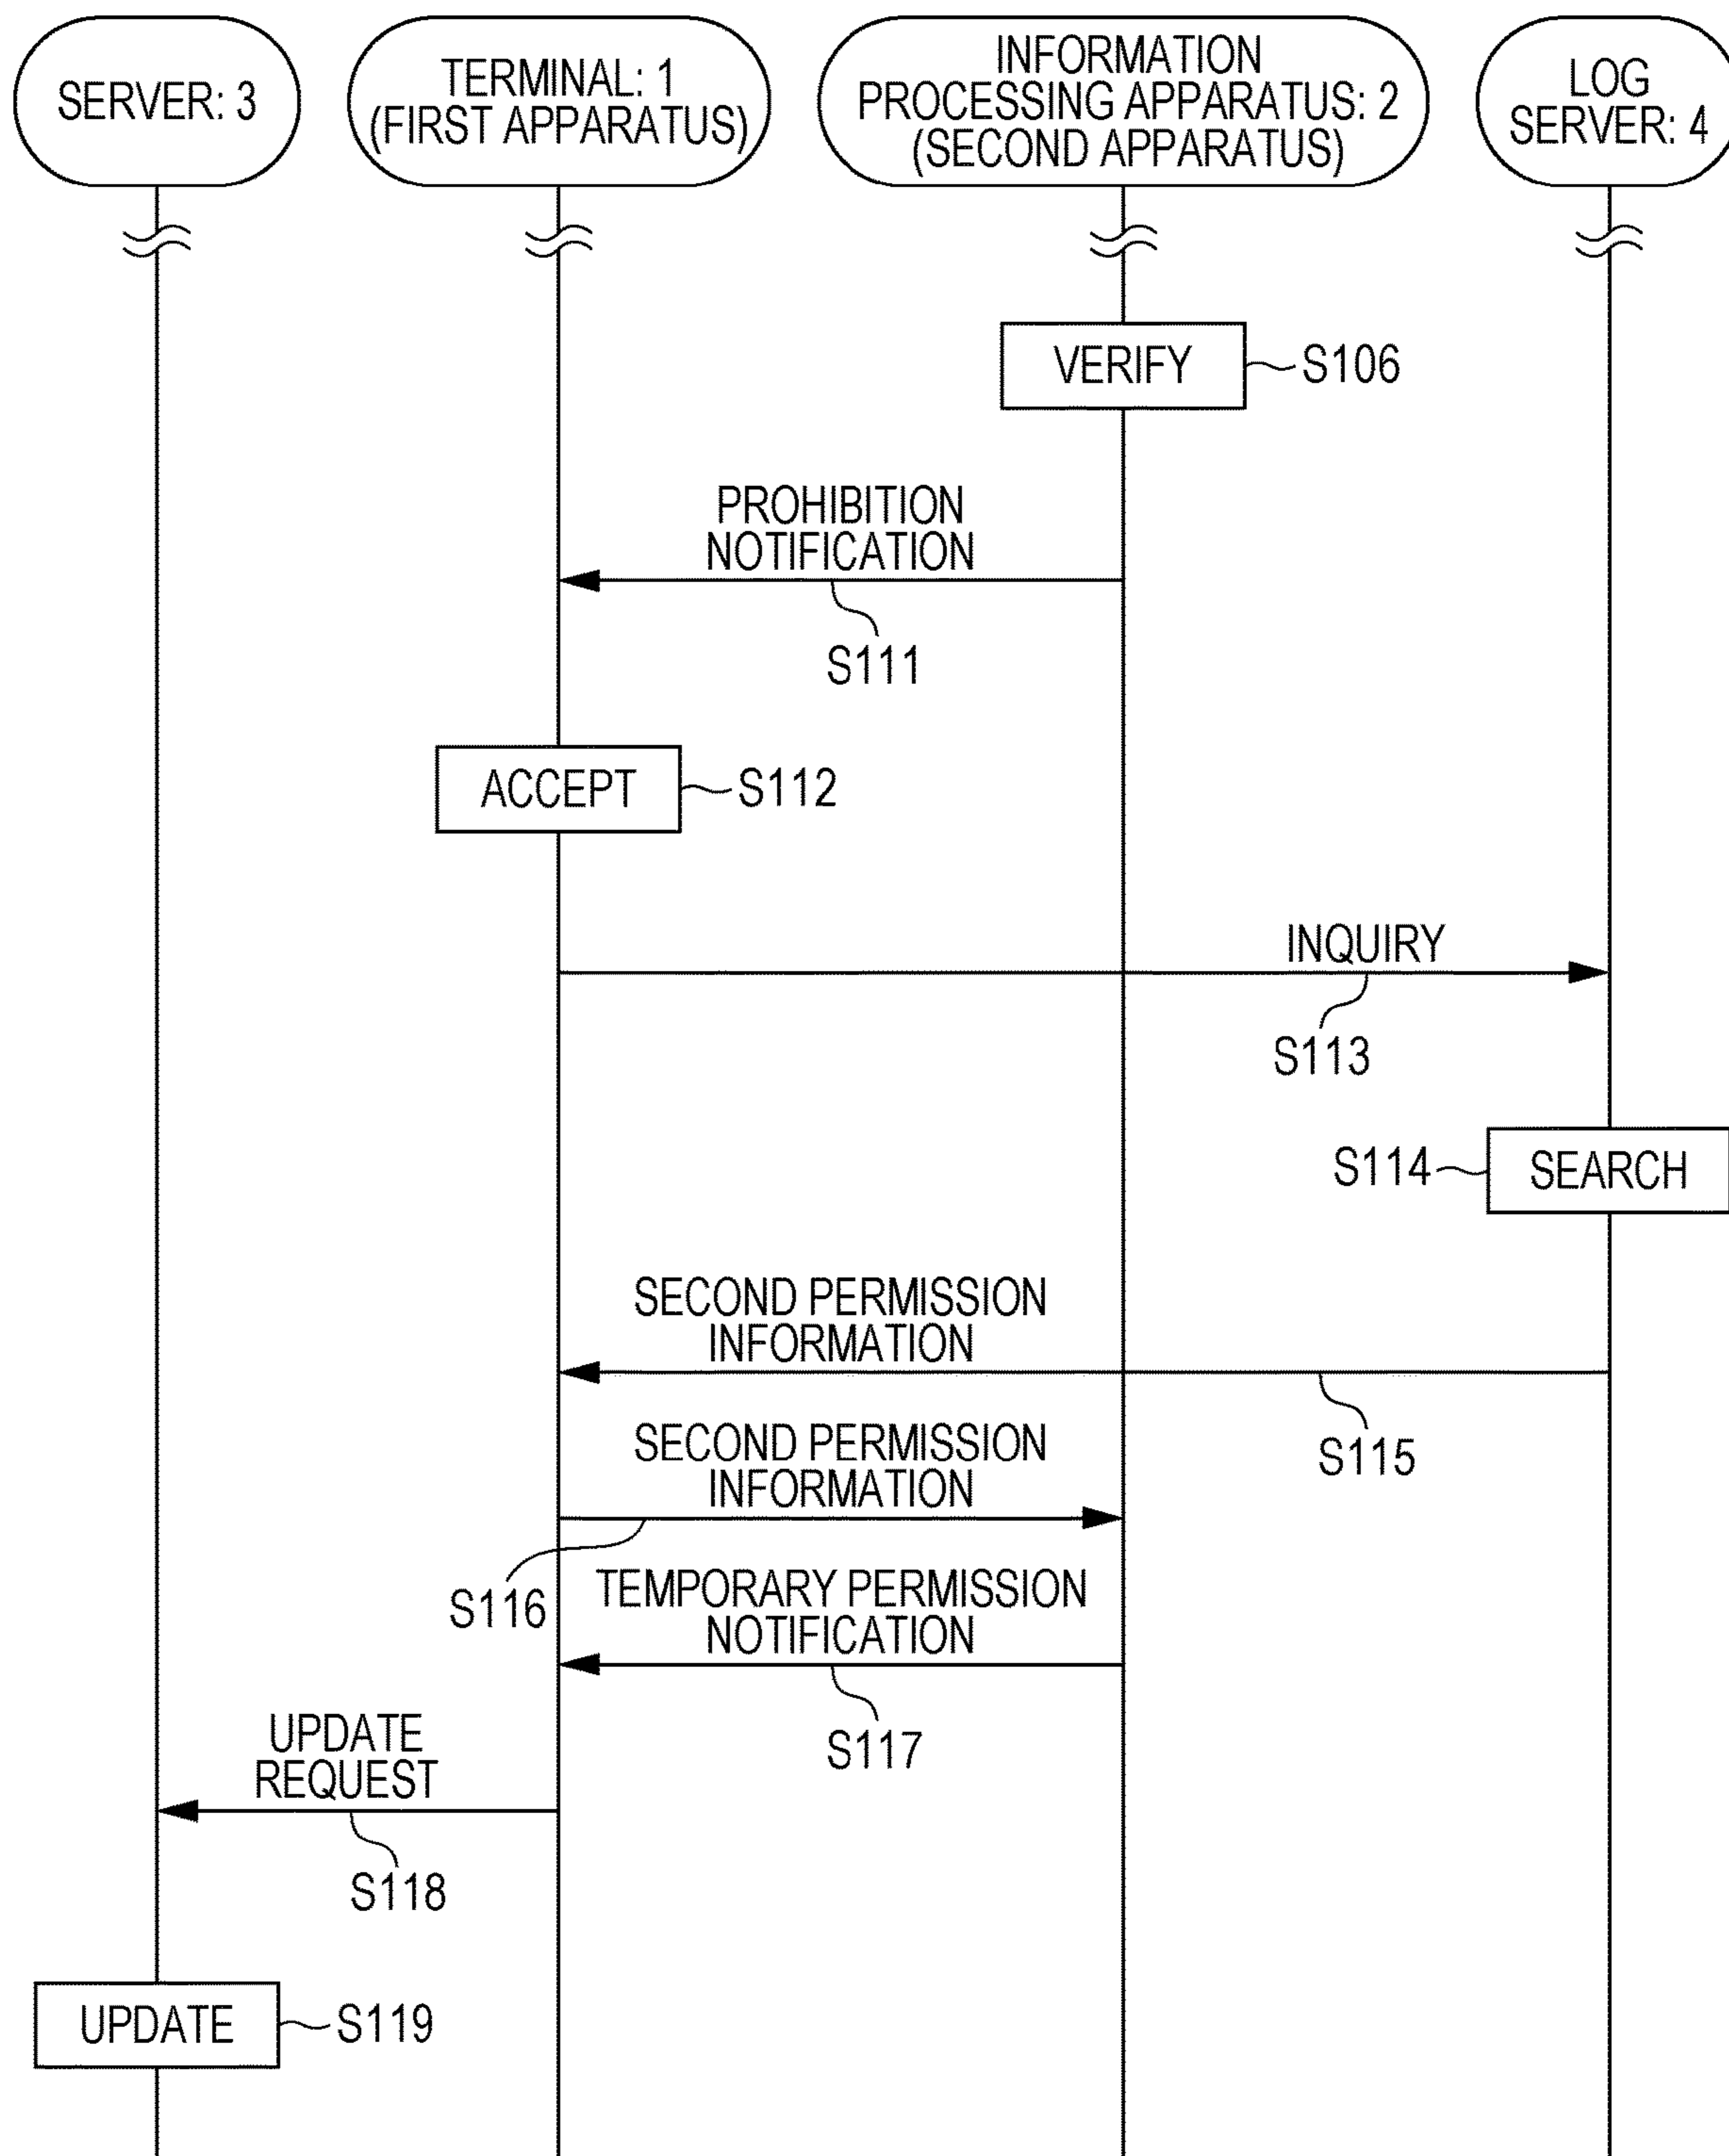 SERVER: 3
TERMINAL: 1
(FIRST APPARATUS)
INFORMATION
PROCESSING APPARATUS: 2
(SECOND APPARATUS)
LOG
SERVER: 4
VERIFY
S106
PROHIBITION
NOTIFICATION
S111
ACCEPT
S112
INQUIRY
S113
S114
SEARCH
SECOND PERMISSION
INFORMATION
S115
SECOND PERMISSION
INFORMATION
S116
TEMPORARY PERMISSION
NOTIFICATION
S117
UPDATE
REQUEST
S118
UPDATE
S119